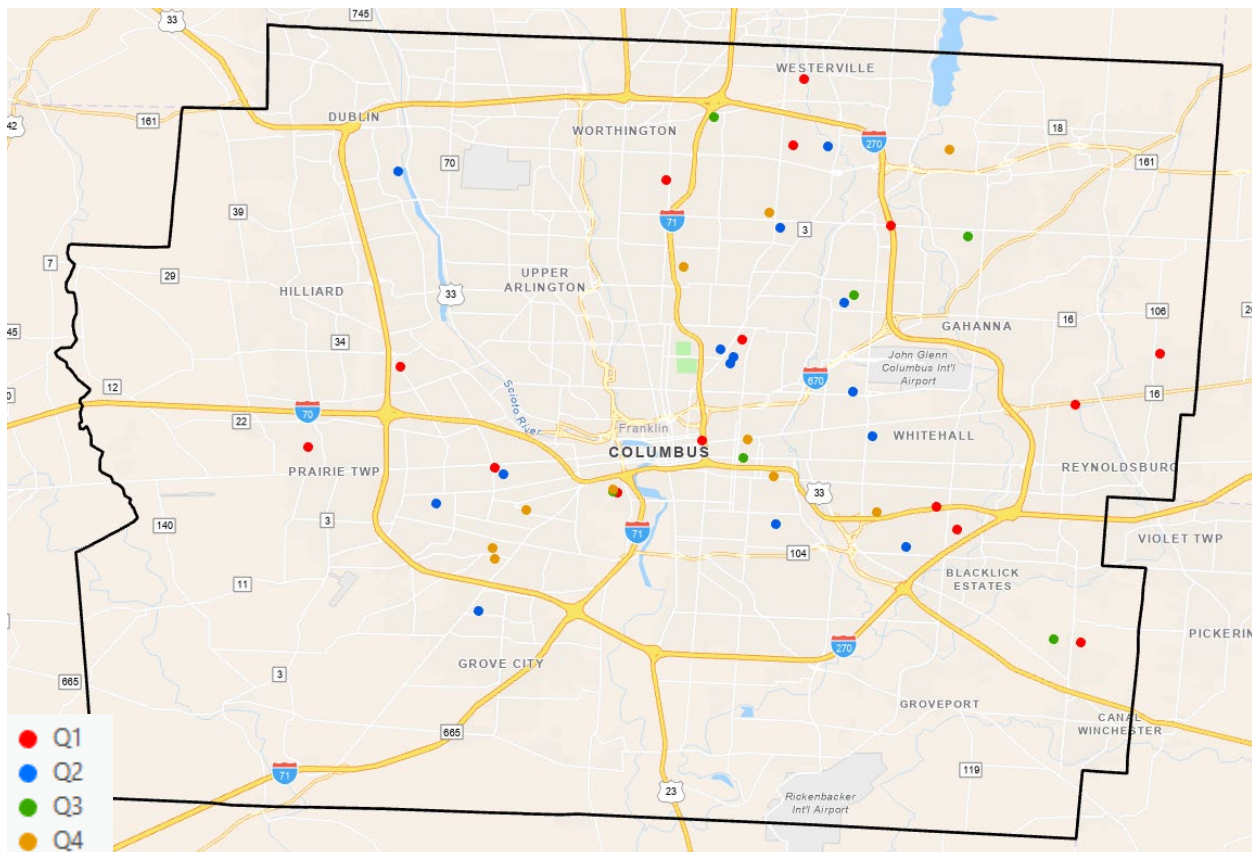 745
33
WESTERVILLE
DUBLIN
161
42
WORTHINGTON
18
270
70
161
39
71
3
7
29
UPPER
ARLINGTON
HILLIARD
33
16
106
GAHANNA
45
34
John Glenn
Columbus Int'l
Airport
12
670
16
Scioto River
70
22
Franklin
WHITEHALL
COLUMBUS
PRAIRIE TWP
REYNOLDSBURG
33
3
140
71
VIOLET TWP
104
BLACKLICK
ESTATES
11
PICKERIN
270
GROVE CITY
3
665
GROVEPORT
CANAL
WINCHESTER
665
Q1
71
119
Q2
23
Rickenbacker
Int'l Airport
Q3
Q4